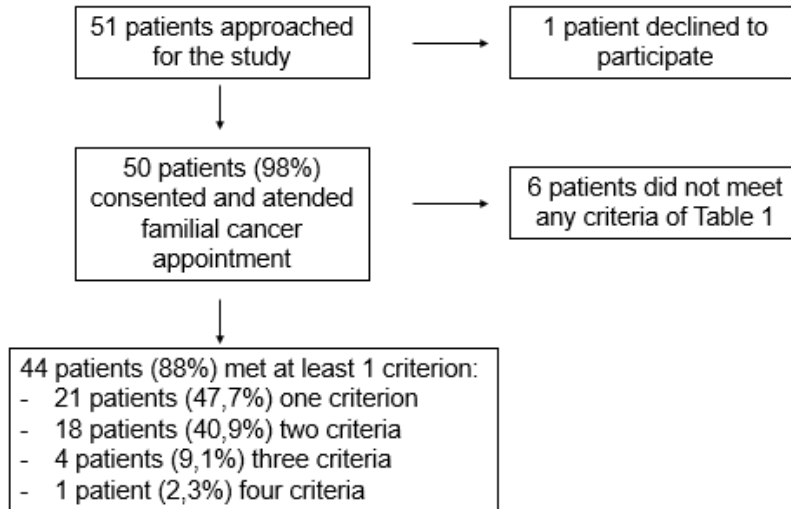 51 patients approached
for the study
1 patient declined to
participate
50 patients (98%)
consented and atended
familial cancer
appointment
6 patients did not meet
any criteria of Table 1
44 patients (88%) met at least 1 criterion:
- 21 patients (47,7%) one criterion
- 18 patients (40,9%) two criteria
- 4 patients (9,1%) three criteria
- 1 patient (2,3%) four criteria